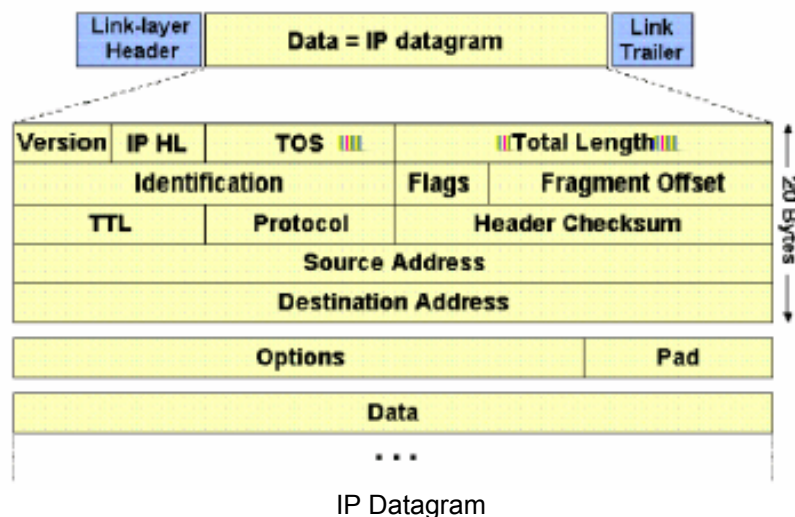 Link-layer Header
Data = IP datagram
Link Trailer
Version IP HL TOS Total Length
Identification Flags Fragment Offset
TTL Protocol Header Checksum
Source Address
Destination Address
20 Bytes
Options Pad
Data
...
IP Datagram